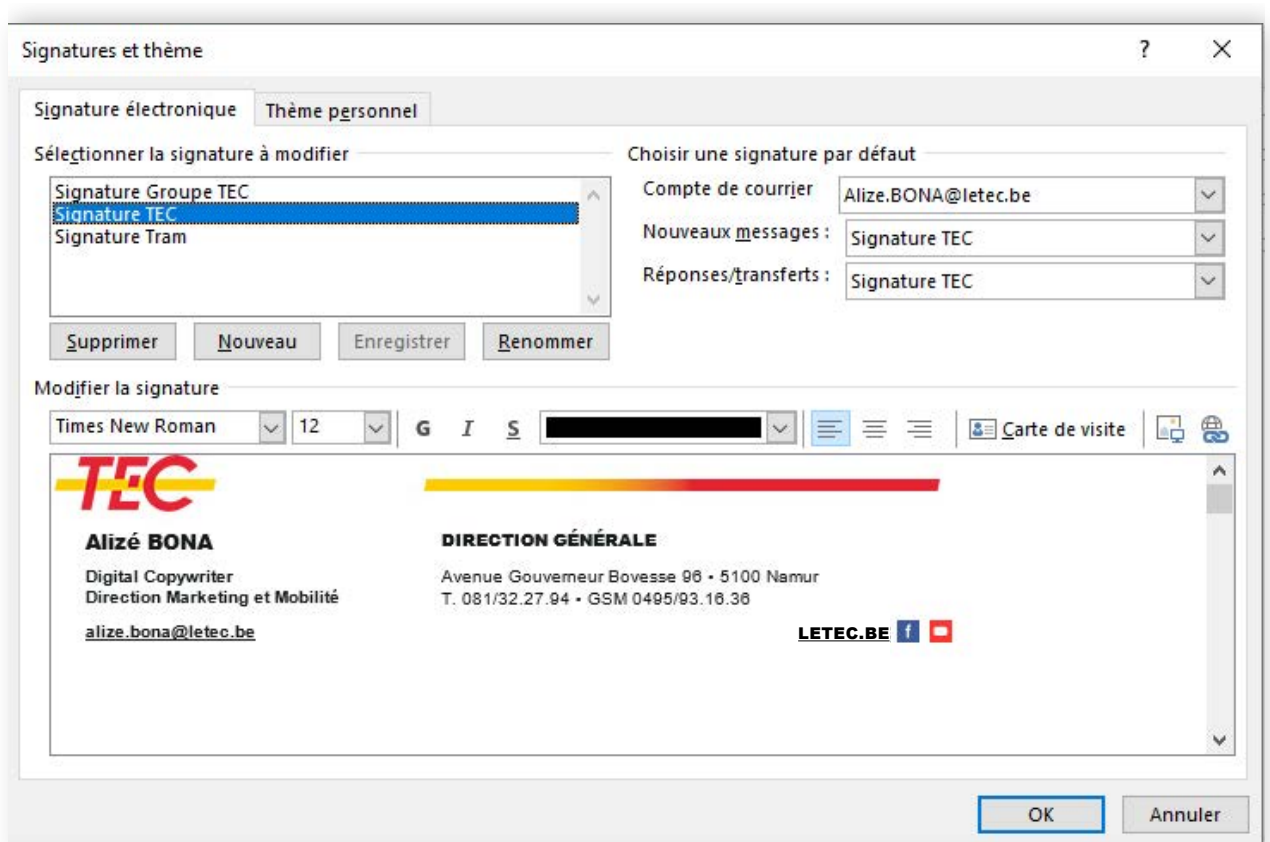 Signatures et thème ? X
Signature électronique Thème personnel
Sélectionner la signature à modifier
Signature Groupe TEC
Signature TEC
Signature Tram
Supprimer Nouveau Enregistrer Renommer
Choisir une signature par défaut
Compte de courrier Alize.BONA@letec.be
Nouveaux messages : Signature TEC
Réponses/transferts : Signature TEC
Modifier la signature
Times New Roman 12 G I S Carte de visite
TEC
Alizé BONA
Digital Copywriter
Direction Marketing et Mobilité
alize.bona@letec.be
DIRECTION GÉNÉRALE
Avenue Gouverneur Bovesse 96 • 5100 Namur
T. 081/32.27.94 • GSM 0495/93.16.36
LETEC.BE f
OK Annuler